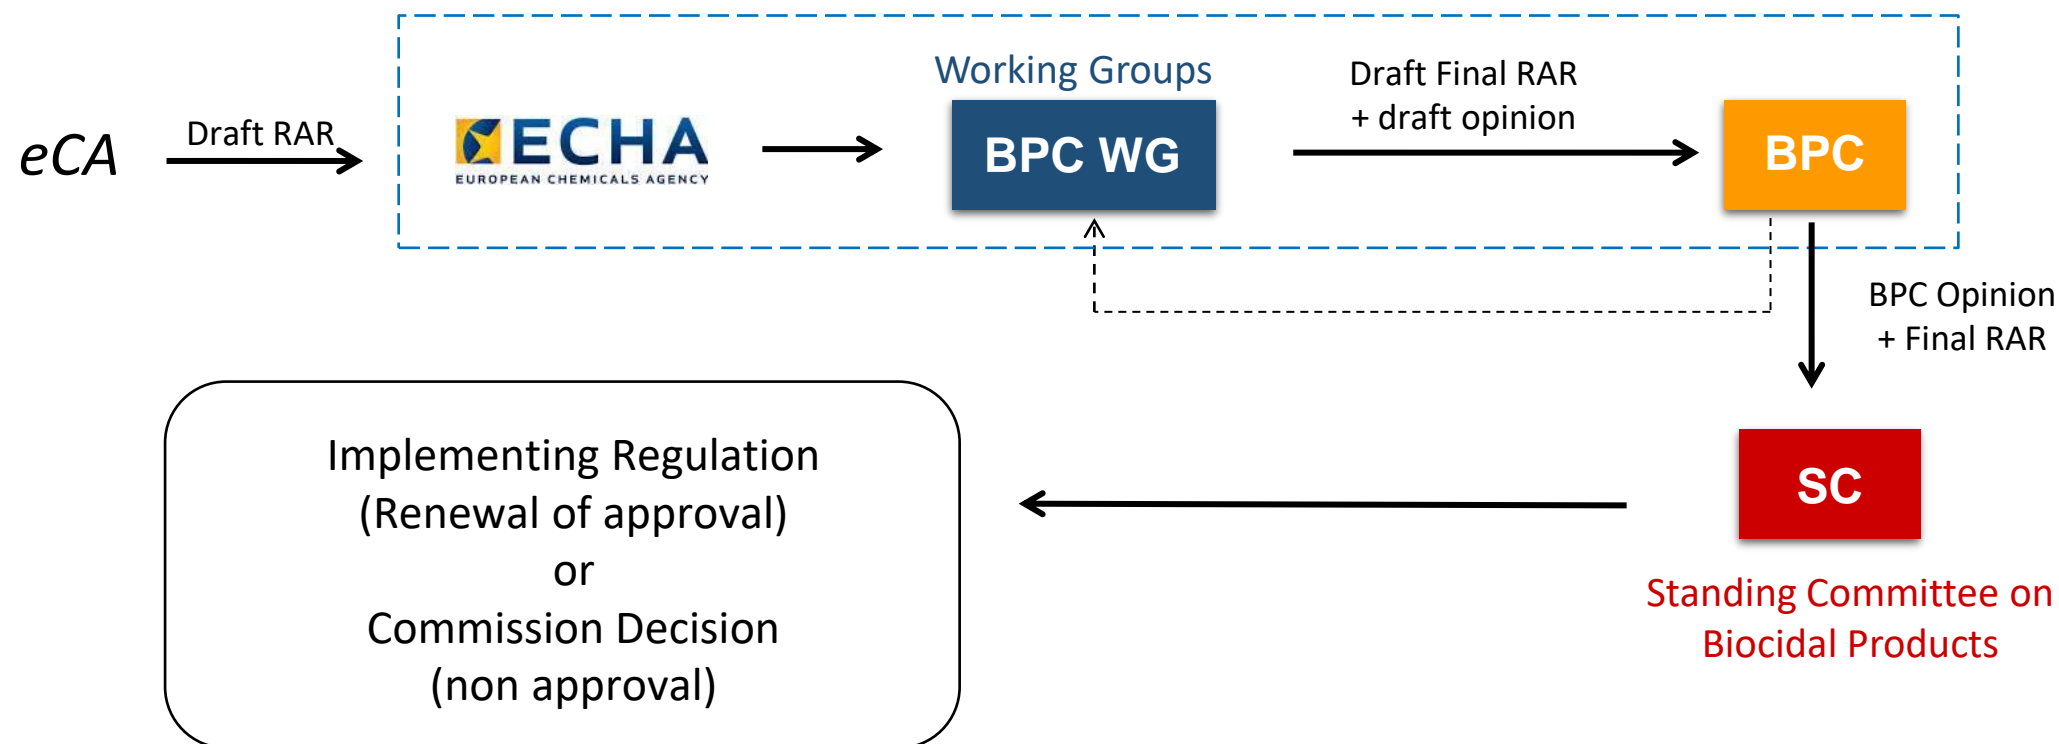 eCA
Draft RAR
ECHA
EUROPEAN CHEMICALS AGENCY
Working Groups
BPC WG
Draft Final RAR
+ draft opinion
BPC
BPC Opinion
+ Final RAR
SC
Standing Committee on
Biocidal Products
Implementing Regulation
(Renewal of approval)
or
Commission Decision
(non approval)